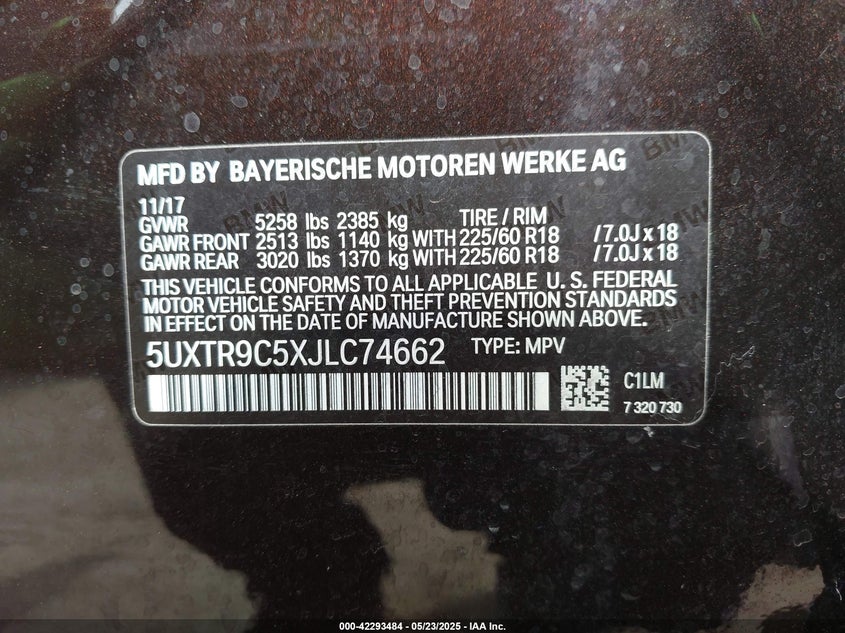 MFD BY BAYERISCHE MOTOREN WERKE AG
11/17
GVWR 5258 lbs 2385 kg TIRE / RIM
GAWR FRONT 2513 lbs 1140 kg WITH 225/60 R18 / 7.0J x 18
GAWR REAR 3020 lbs 1370 kg WITH 225/60 R18 / 7.0J x 18
THIS VEHICLE CONFORMS TO ALL APPLICABLE U. S. FEDERAL
MOTOR VEHICLE SAFETY AND THEFT PREVENTION STANDARDS
IN EFFECT ON THE DATE OF MANUFACTURE SHOWN ABOVE.
5UXTR9C5XJLC74662 TYPE: MPV
C1LM
7 320 730
000-42293484 - 05/23/2025 - IAA Inc.